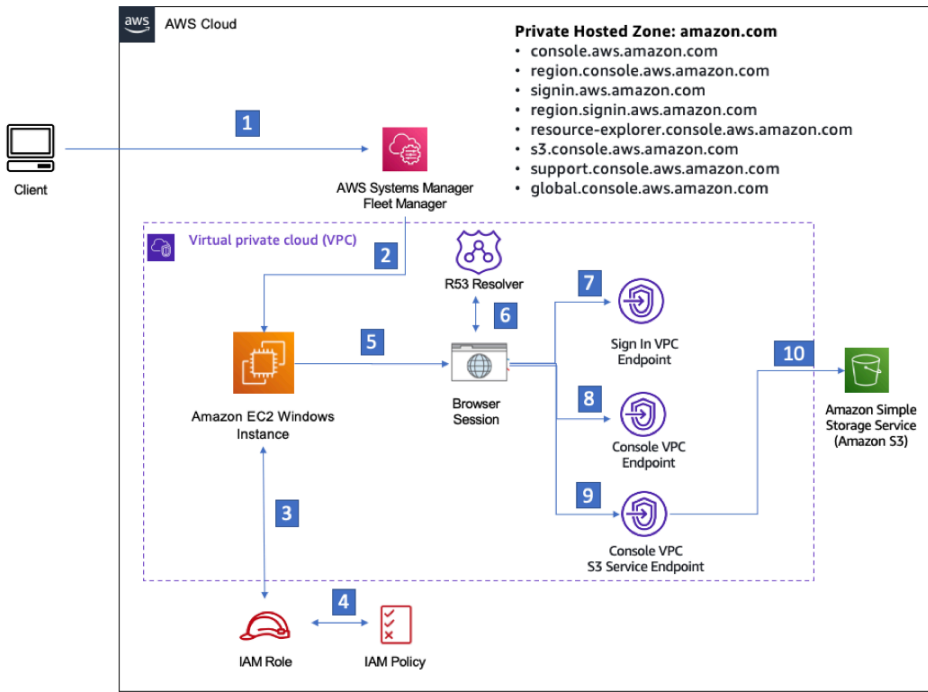 aws
AWS Cloud
Private Hosted Zone: amazon.com
• console.aws.amazon.com
• region.console.aws.amazon.com
• signin.aws.amazon.com
• region.signin.aws.amazon.com
• resource-explorer.console.aws.amazon.com
• s3.console.aws.amazon.com
• support.console.aws.amazon.com
• global.console.aws.amazon.com
1
Client
AWS Systems Manager
Fleet Manager
Virtual private cloud (VPC)
2
R53 Resolver
7
6
5
Sign In VPC
Endpoint
10
Amazon EC2 Windows
Instance
Browser
Session
8
Amazon Simple
Storage Service
(Amazon S3)
Console VPC
Endpoint
9
3
Console VPC
S3 Service Endpoint
4
IAM Role
IAM Policy